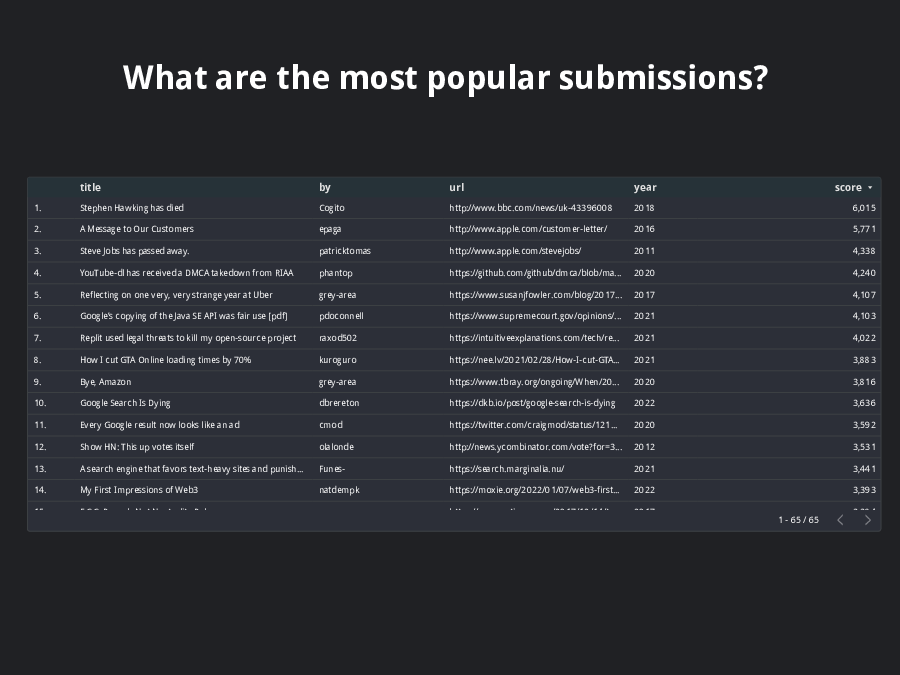 What are the most popular submissions?
title by url year score
1. Stephen Hawking has died Cogito http://www.bbc.com/news/uk-43396008 2018 6,015
2. A Message to Our Customers epaga http://www.apple.com/customer-letter/ 2016 5,771
3. Steve Jobs has passed away. patricktomas http://www.apple.com/stevejobs/ 2011 4,338
4. YouTube-dl has received a DMCA takedown from RIAA phantop https://github.com/github/dmca/blob/ma... 2020 4,240
5. Reflecting on one very, very strange year at Uber grey-area https://www.susanjfowler.com/blog/2017... 2017 4,107
6. Google's copying of the Java SE API was fair use [pdf] pdoconnell https://www.supremecourt.gov/opinions/... 2021 4,103
7. Replit used legal threats to kill my open-source project raxod502 https://intuitiveexplanations.com/tech/re... 2021 4,022
8. How I cut GTA Online loading times by 70% kuroguro https://nee.lv/2021/02/28/How-I-cut-GTA... 2021 3,883
9. Bye, Amazon grey-area https://www.tbray.org/ongoing/When/20... 2020 3,816
10. Google Search Is Dying dbrereton https://dkb.io/post/google-search-is-dying 2022 3,636
11. Every Google result now looks like an ad cmod https://twitter.com/craigmod/status/121... 2020 3,592
12. Show HN: This up votes itself olalonde http://news.ycombinator.com/vote?for=3... 2012 3,531
13. A search engine that favors text-heavy sites and punish... Funes- https://search.marginalia.nu/ 2021 3,441
14. My First Impressions of Web3 natdempk https://moxie.org/2022/01/07/web3-first... 2022 3,393
1 - 65 / 65